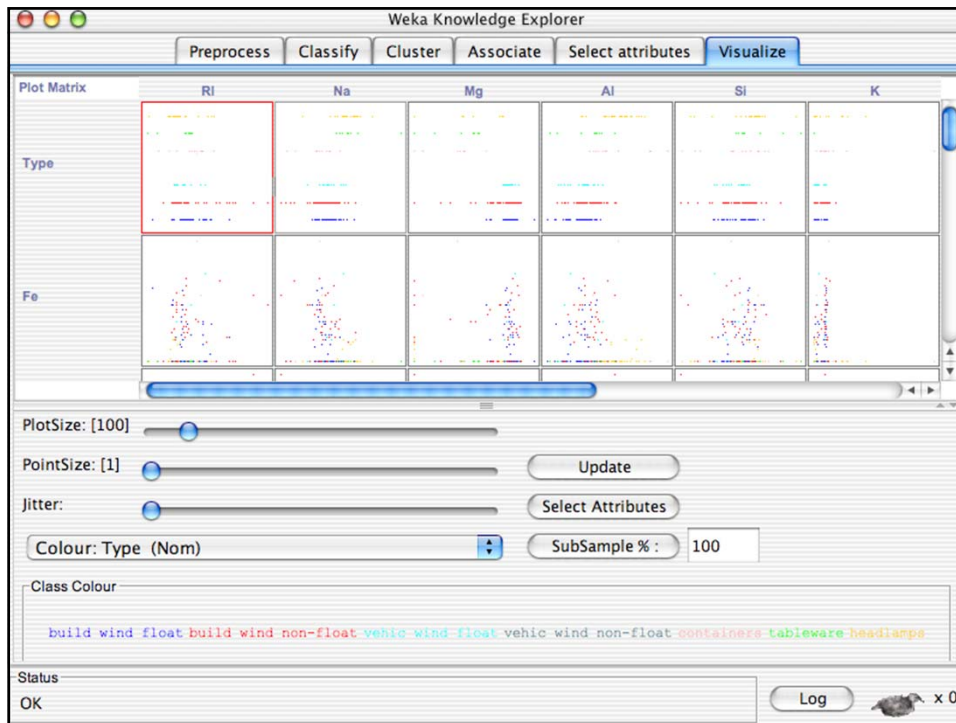 Weka Knowledge Explorer
Preprocess Classify Cluster Associate Select attributes Visualize
Plot Matrix RI Na Mg Al Si K
Type
Fe
PlotSize: [100]
PointSize: [1] Update
Jitter: Select Attributes
Colour: Type (Nom) SubSample % : 100
Class Colour
build wind float build wind non-float vehic wind float vehic wind non-float containers tableware headlamps
Status
OK Log x 0